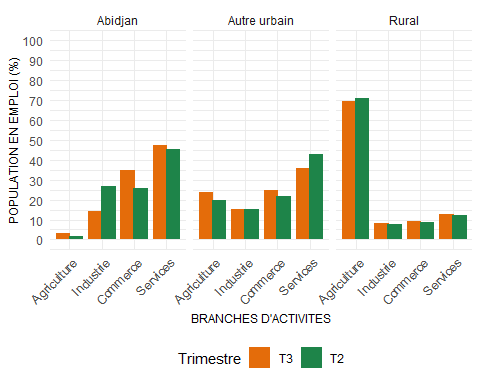 Abidjan Autre urbain Rural
POPULATION EN EMPLOI (%)
100
90
80
70
60
50
40
30
20
10
0
Agriculture Industrie Commerce Services Agriculture Industrie Commerce Services Agriculture Industrie Commerce Services
BRANCHES D'ACTIVITES
Trimestre T3 T2